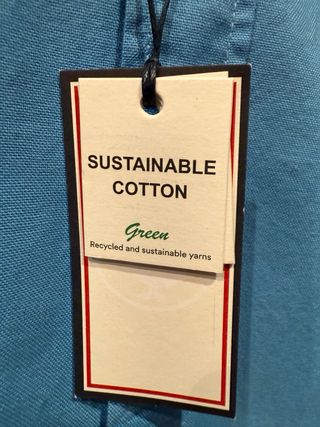 SUSTAINABLE
COTTON
Green
Recycled and sustainable yarns